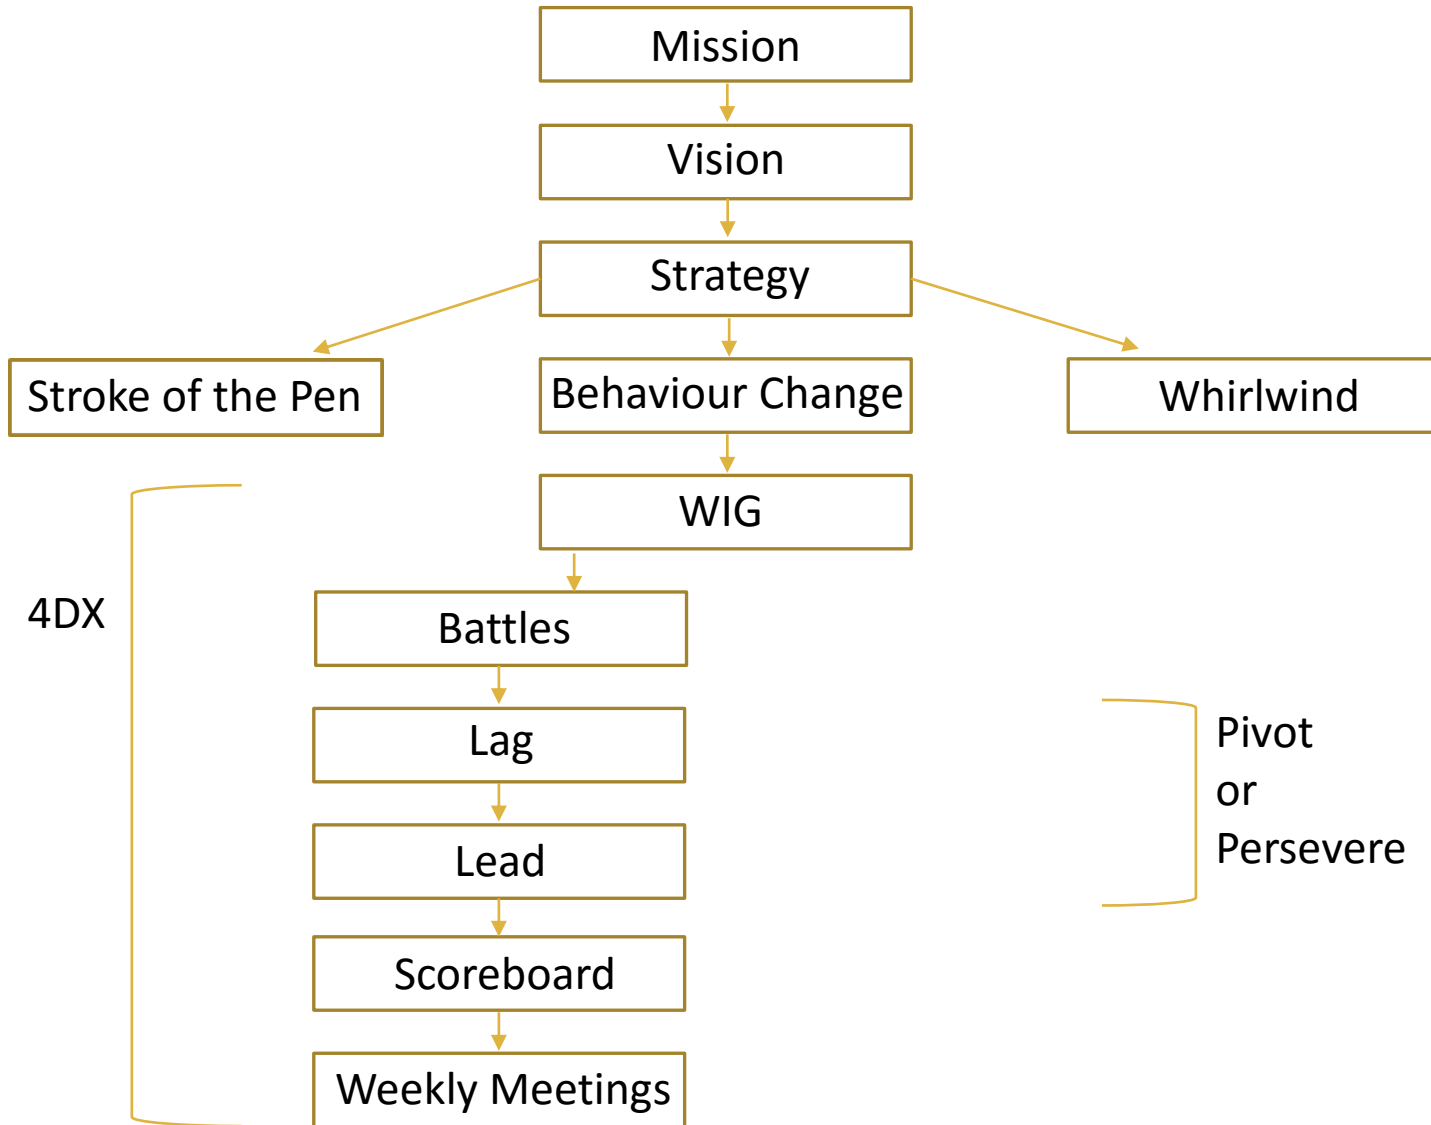 Mission
Vision
Strategy
Stroke of the Pen
Behaviour Change
Whirlwind
WIG
4DX
Battles
Lag
Lead
Scoreboard
Weekly Meetings
Pivot
or
Persevere